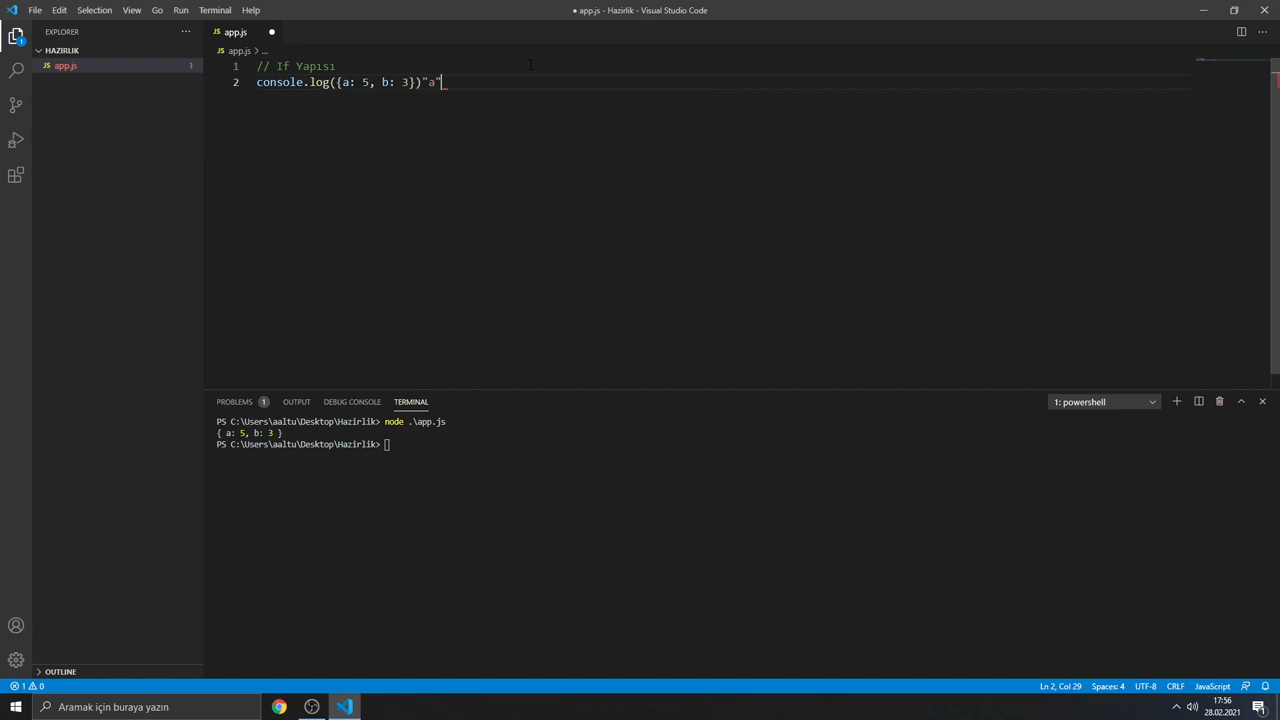 File Edit Selection View Go Run Terminal Help
● app.js - Hazirlik - Visual Studio Code
EXPLORER
HAZIRLIK
JS app.js 1
JS app.js ●
JS app.js > ...
1 // If Yapısı
2 console.log({a: 5, b: 3})"a"
PROBLEMS 1 OUTPUT DEBUG CONSOLE TERMINAL
1: powershell
PS C:\Users\aaltu\Desktop\Hazirlik> node .\app.js
{ a: 5, b: 3 }
PS C:\Users\aaltu\Desktop\Hazirlik>
OUTLINE
1 0
Ln 2, Col 29 Spaces: 4 UTF-8 CRLF JavaScript
Aramak için buraya yazın
17:56
28.02.2021
1